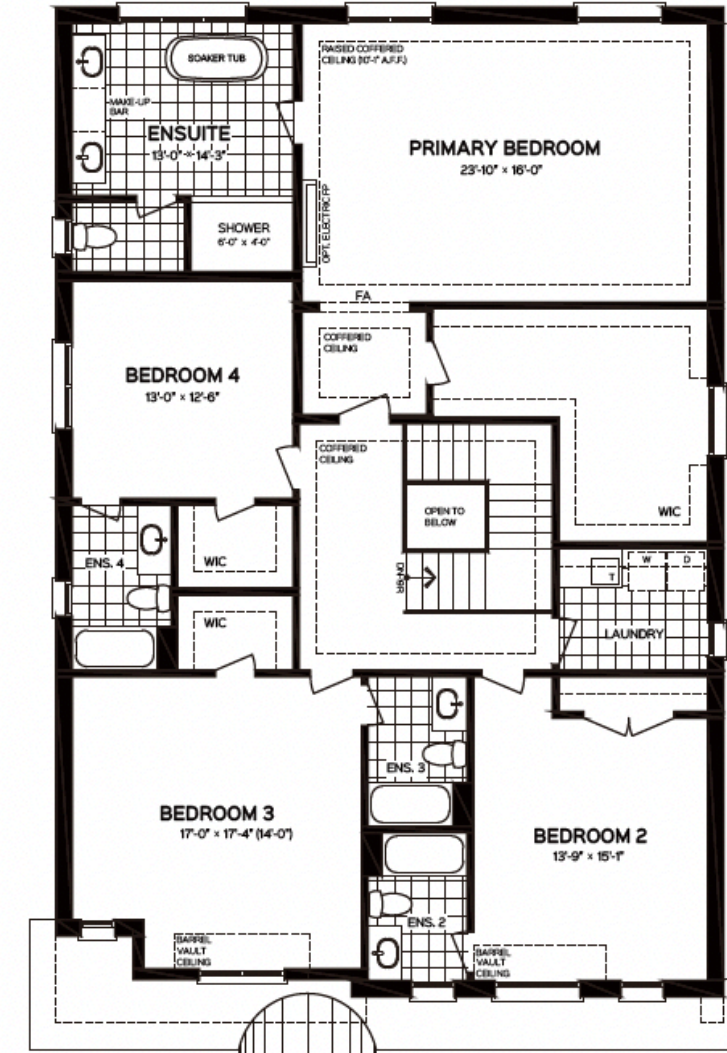 SOAKER TUB
MAKE-UP
BAR
ENSUITE
13'-0" × 14'-3"
SHOWER
6'-0" x 4'-0"
RAISED COFFERED
CEILING (10'-1" A.F.F.)
PRIMARY BEDROOM
23'-10" × 16'-0"
OPT. ELECTRIC FP
FA
COFFERED
CEILING
BEDROOM 4
13'-0" × 12'-6"
COFFERED
CEILING
OPEN TO
BELOW
WIC
ENS. 4
WIC
DN-9R
W
D
T
LAUNDRY
WIC
ENS. 3
BEDROOM 3
17'-0" × 17'-4" (14'-0")
BEDROOM 2
13'-9" × 15'-1"
ENS. 2
BARREL
VAULT
CEILING
BARREL
VAULT
CEILING